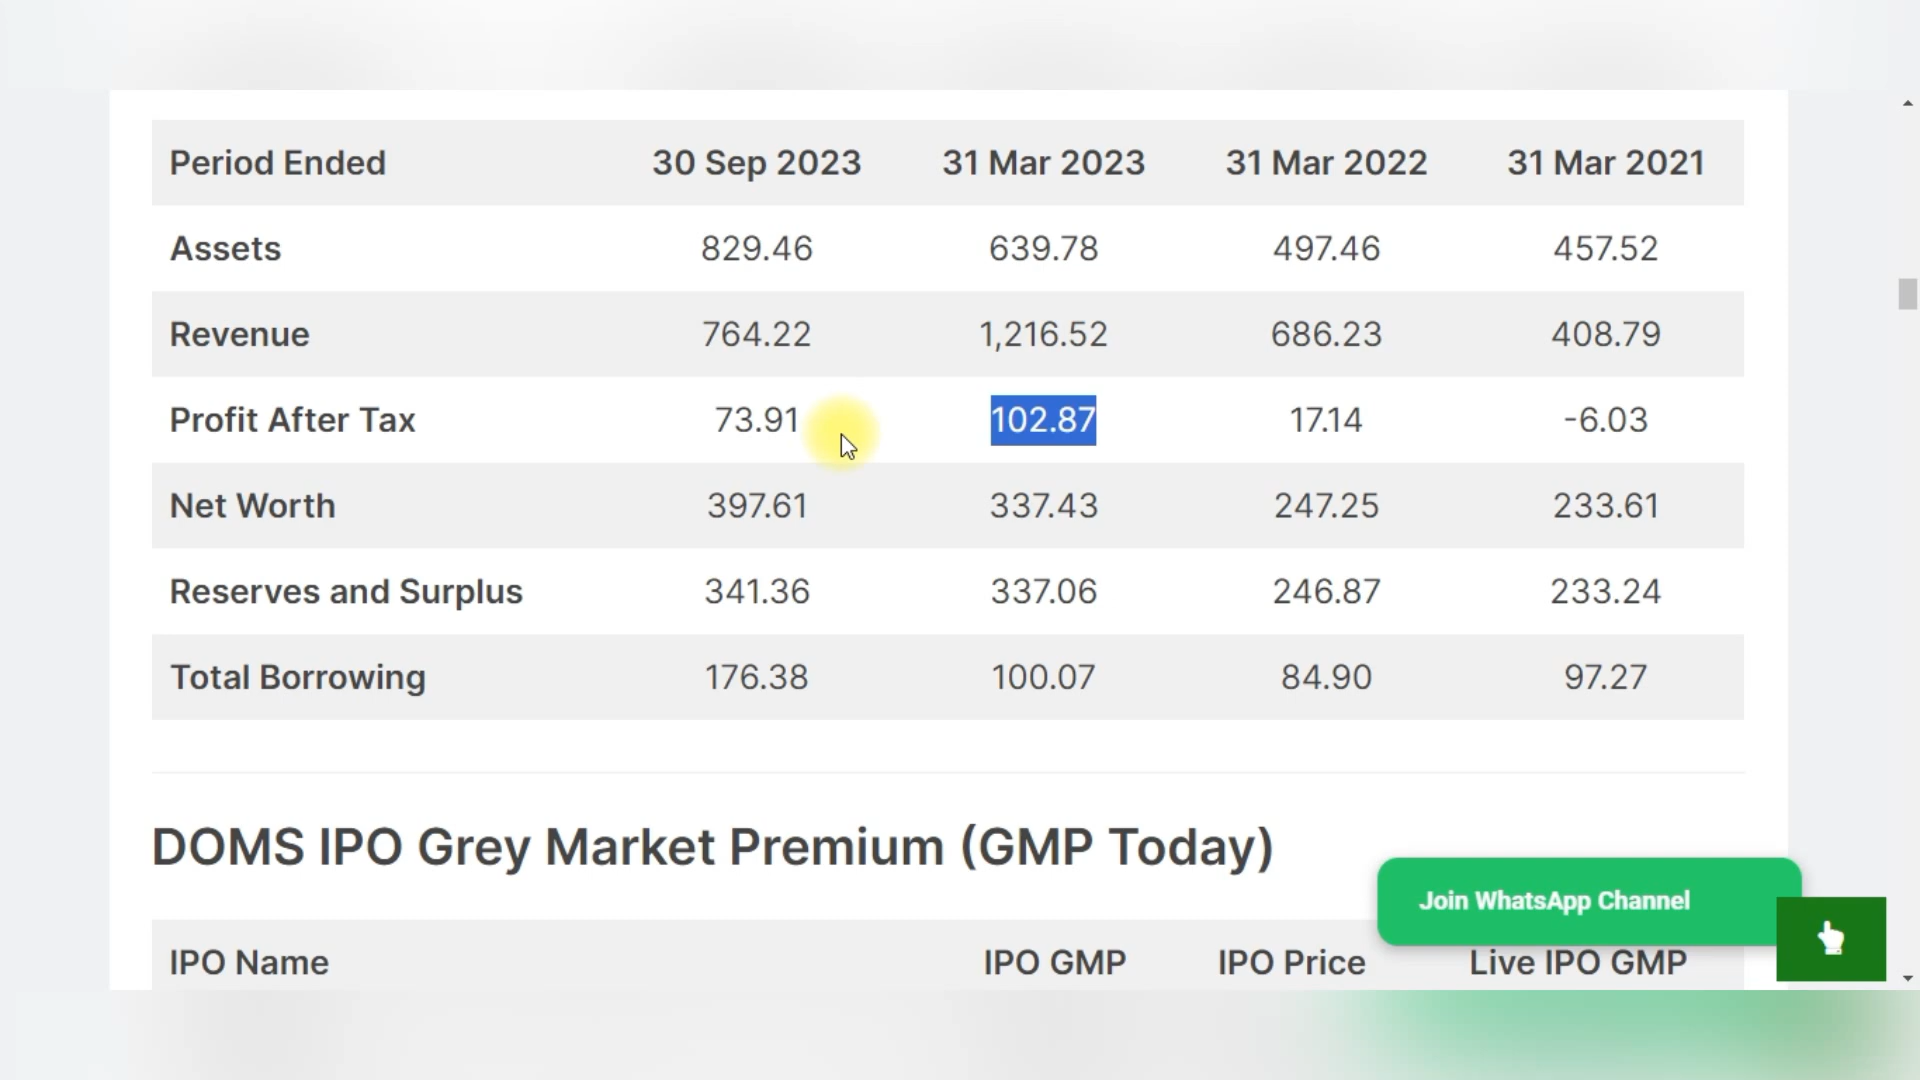 Period Ended 30 Sep 2023 31 Mar 2023 31 Mar 2022 31 Mar 2021
Assets 829.46 639.78 497.46 457.52
Revenue 764.22 1,216.52 686.23 408.79
Profit After Tax 73.91 102.87 17.14 -6.03
Net Worth 397.61 337.43 247.25 233.61
Reserves and Surplus 341.36 337.06 246.87 233.24
Total Borrowing 176.38 100.07 84.90 97.27
DOMS IPO Grey Market Premium (GMP Today)
Join WhatsApp Channel
IPO Name IPO GMP IPO Price Live IPO GMP